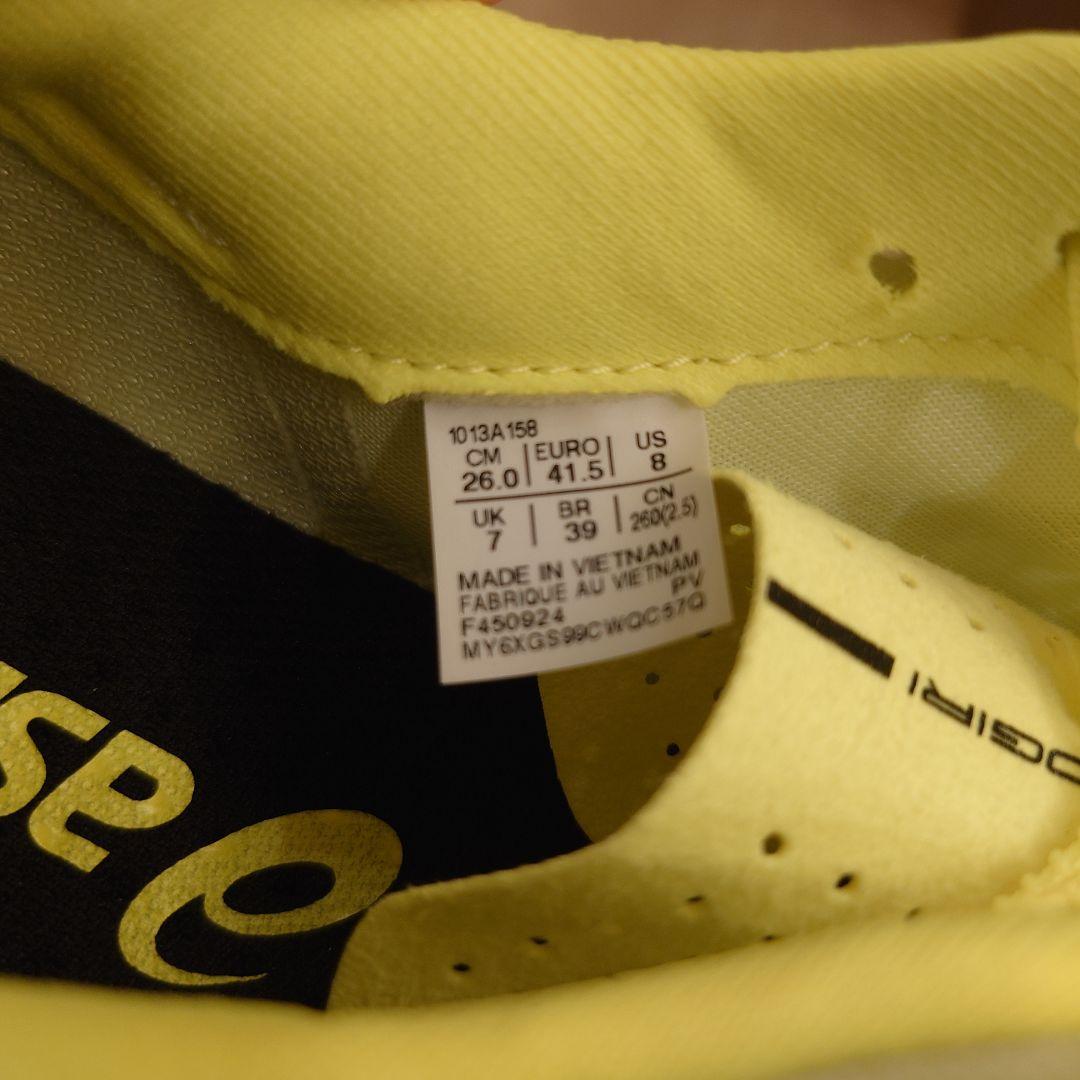 1013A158
CM EURO US
26.0 41.5 8
UK BR CN
7 39 260(2.5)
MADE IN VIETNAM
FABRIQUE AU VIETNAM
F450924 PV
MY6XGS99CWQC57Q
OGIRI